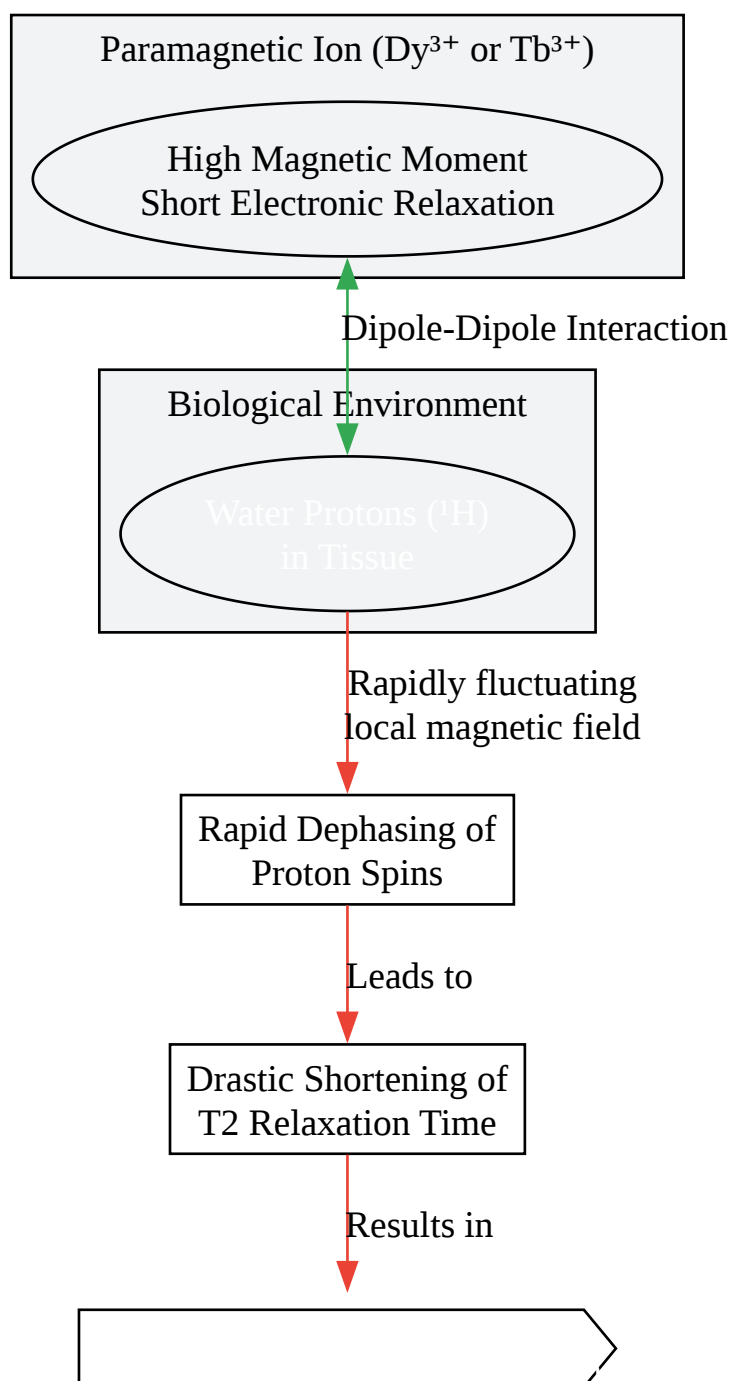 Paramagnetic Ion (Dy³⁺ or Tb³⁺)
High Magnetic Moment
Short Electronic Relaxation
Dipole-Dipole Interaction
Biological Environment
Water Protons (¹H)
in Tissue
Rapidly fluctuating
local magnetic field
Rapid Dephasing of
Proton Spins
Leads to
Drastic Shortening of
T2 Relaxation Time
Results in